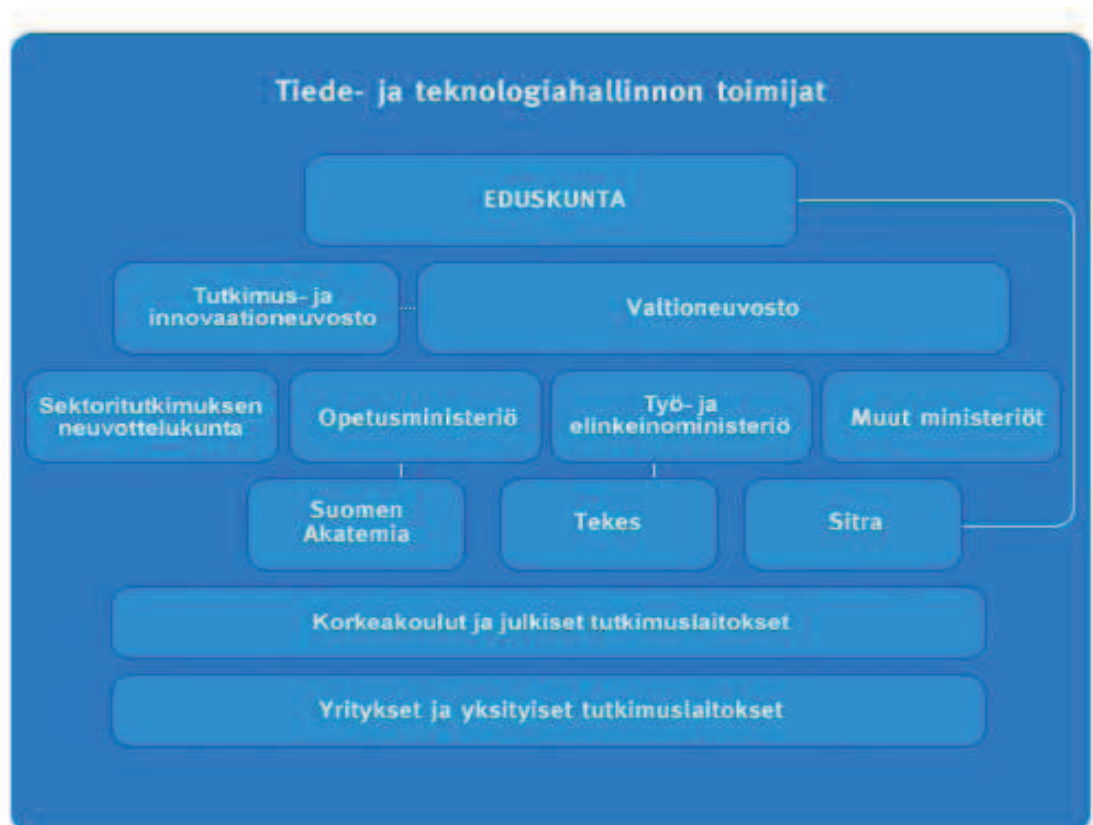 Tiede- ja teknologiahallinnon toimijat
EDUSKUNTA
Tutkimus- ja
innovaationeuvosto
Valtioneuvosto
Sektoritutkimuksen
neuvottelukunta
Opetusministeriö
Työ- ja
elinkeinoministeriö
Muut ministeriöt
Suomen
Akatemia
Tekes
Sitra
Korkeakoulut ja julkiset tutkimuslaitokset
Yritykset ja yksityiset tutkimuslaitokset